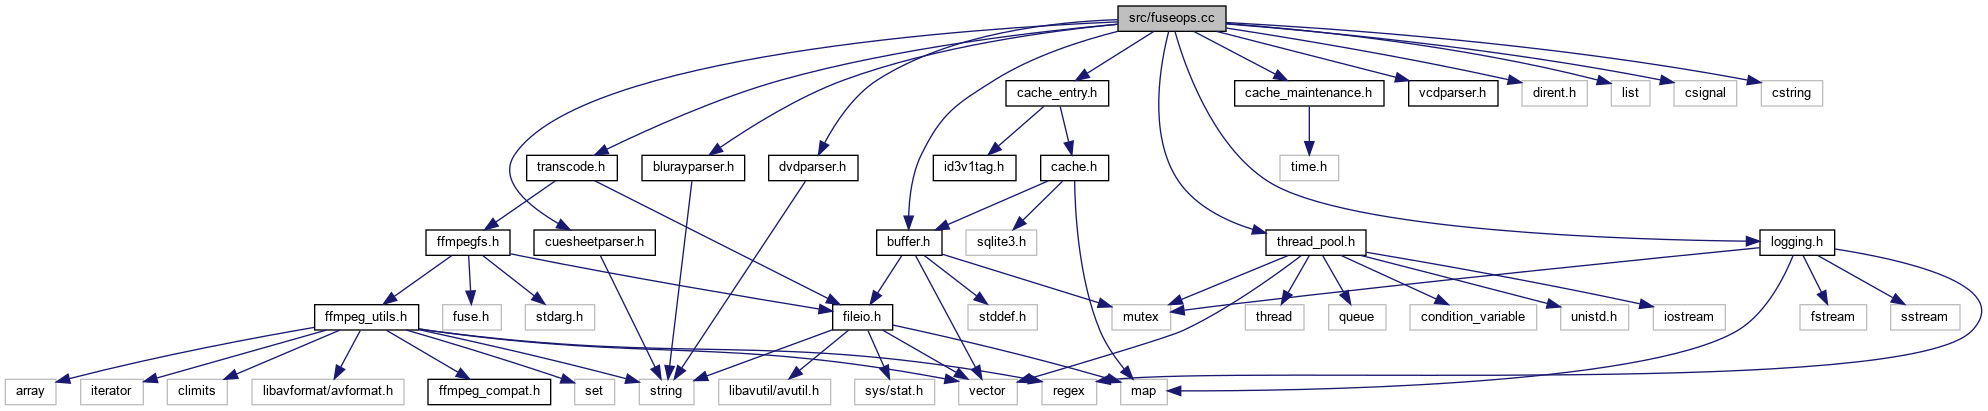 src/fuseops.cc
cache_entry.h
cache_maintenance.h
vcdparser.h
dirent.h
list
csignal
cstring
transcode.h
blurayparser.h
dvdparser.h
id3v1tag.h
cache.h
time.h
ffmpegfs.h
cuesheetparser.h
buffer.h
sqlite3.h
thread_pool.h
logging.h
ffmpeg_utils.h
fuse.h
stdarg.h
fileio.h
stddef.h
mutex
thread
queue
condition_variable
unistd.h
iostream
fstream
sstream
array
iterator
climits
libavformat/avformat.h
ffmpeg_compat.h
set
string
libavutil/avutil.h
sys/stat.h
vector
regex
map